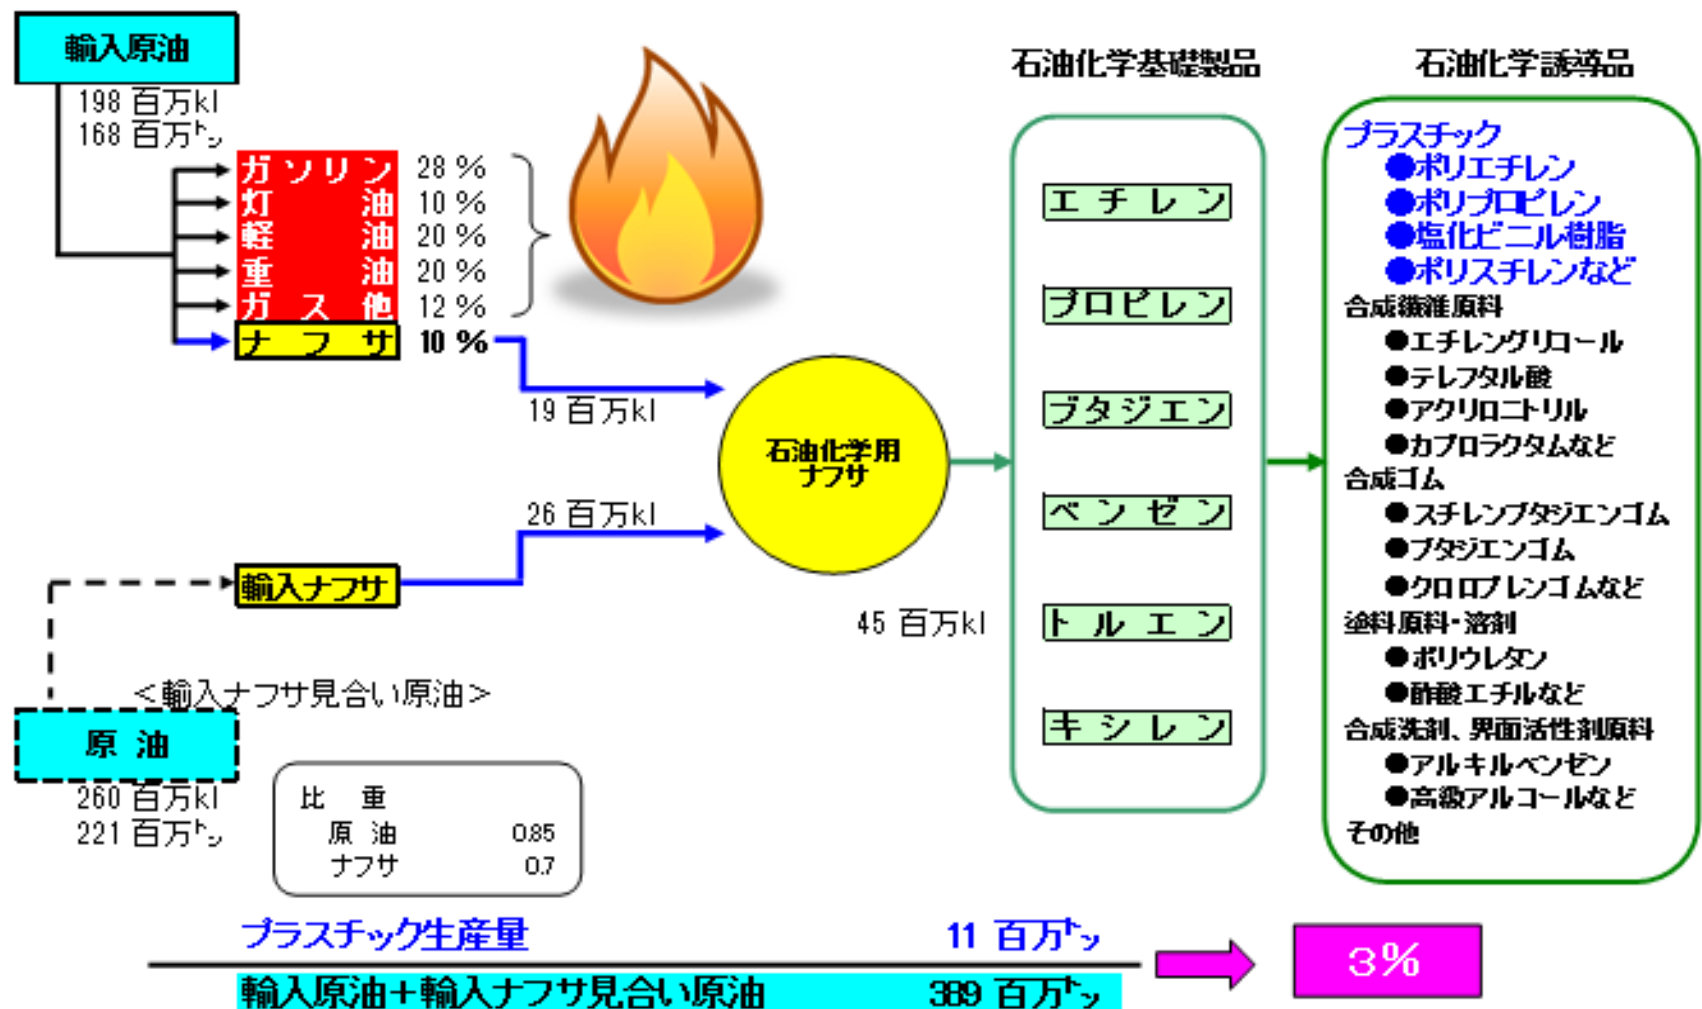 輸入原油
198 百万kl
168 百万㌧
ガソリン 28 %
灯油 10 %
軽油 20 %
重油 20 %
ガス他 12 %
ナフサ 10 %
19 百万kl
26 百万kl
輸入ナフサ
石油化学用
ナフサ
45 百万kl
<輸入ナフサ見合い原油>
原 油
260 百万kl
221 百万㌧
比 重
原 油 0.85
ナフサ 0.7
石油化学基礎製品
エチレン
プロピレン
ブタジエン
ベンゼン
トルエン
キシレン
石油化学誘導品
プラスチック
●ポリエチレン
●ポリプロピレン
●塩化ビニル樹脂
●ポリスチレンなど
合成繊維原料
●エチレングリコール
●テレフタル酸
●アクリロニトリル
●カプロラクタムなど
合成ゴム
●スチレンブタジエンゴム
●ブタジエンゴム
●クロロプレンゴムなど
塗料原料・溶剤
●ポリウレタン
●酢酸エチルなど
合成洗剤、界面活性剤原料
●アルキルベンゼン
●高級アルコールなど
その他
プラスチック生産量 11 百万㌧
輸入原油+輸入ナフサ見合い原油 389 百万㌧
3%